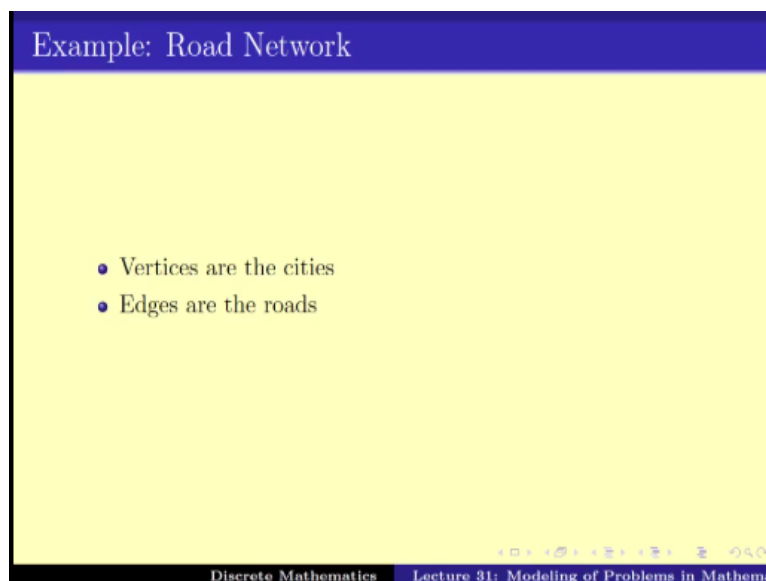 Example: Road Network
Vertices are the cities
Edges are the roads
Discrete Mathematics Lecture 31: Modeling of Problems in